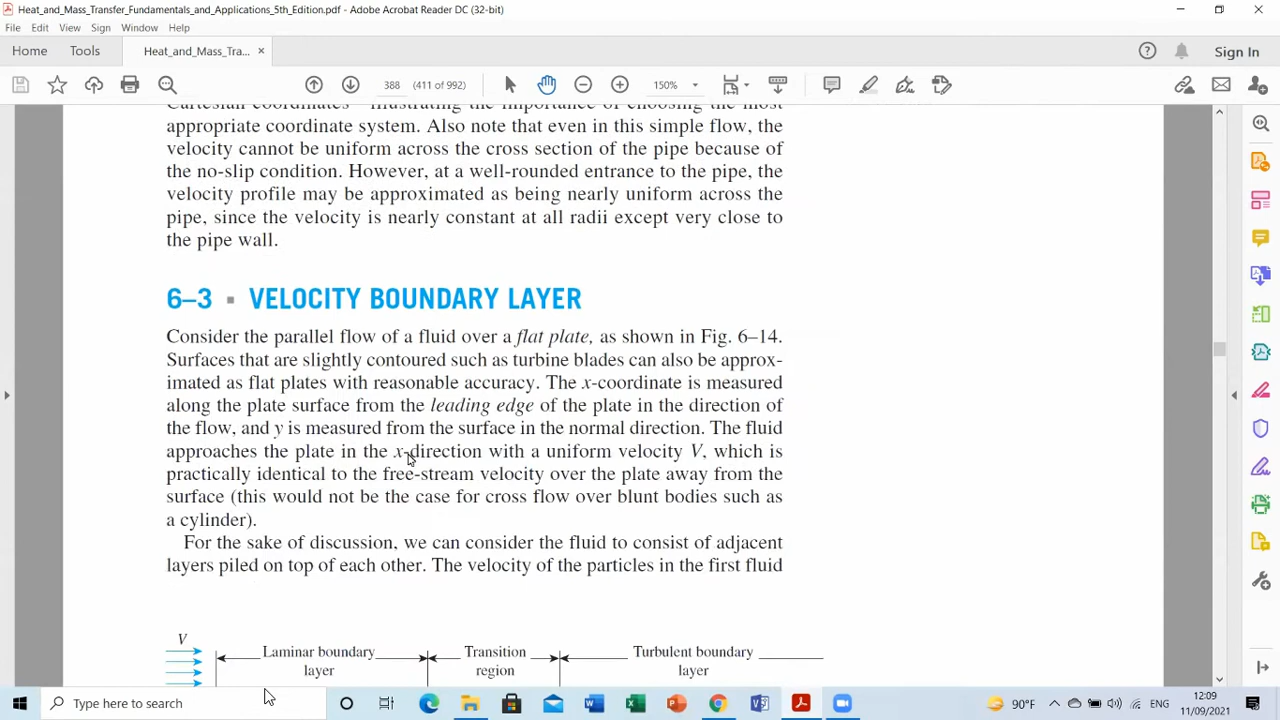 Heat_and_Mass_Transfer_Fundamentals_and_Applications_5th_Edition.pdf - Adobe Acrobat Reader DC (32-bit)
File Edit View Sign Window Help
Home Tools Heat_and_Mass_Tra... × Sign In
388 (411 of 992) 150%
Cartesian coordinates—illustrating the importance of choosing the most
appropriate coordinate system. Also note that even in this simple flow, the
velocity cannot be uniform across the cross section of the pipe because of
the no-slip condition. However, at a well-rounded entrance to the pipe, the
velocity profile may be approximated as being nearly uniform across the
pipe, since the velocity is nearly constant at all radii except very close to
the pipe wall.
6–3 ▪ VELOCITY BOUNDARY LAYER
Consider the parallel flow of a fluid over a flat plate, as shown in Fig. 6–14.
Surfaces that are slightly contoured such as turbine blades can also be approx-
imated as flat plates with reasonable accuracy. The x-coordinate is measured
along the plate surface from the leading edge of the plate in the direction of
the flow, and y is measured from the surface in the normal direction. The fluid
approaches the plate in the x-direction with a uniform velocity V, which is
practically identical to the free-stream velocity over the plate away from the
surface (this would not be the case for cross flow over blunt bodies such as
a cylinder).
For the sake of discussion, we can consider the fluid to consist of adjacent
layers piled on top of each other. The velocity of the particles in the first fluid
V
Laminar boundary
layer
Transition
region
Turbulent boundary
layer
Type here to search
90°F
12:09
11/09/2021